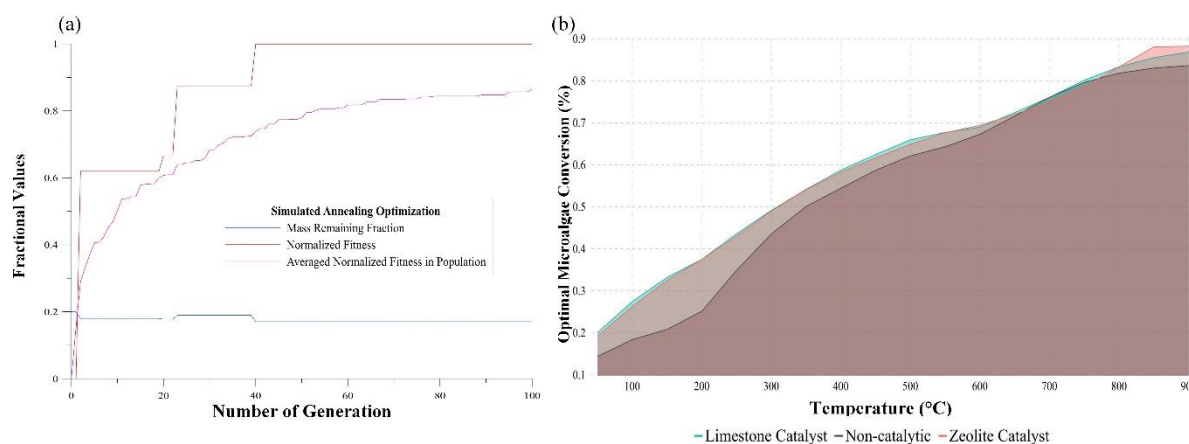 (a)
Fractional Values
1
0.8
0.6
0.4
0.2
0
0
20
40
60
80
100
Number of Generation
Simulated Annealing Optimization
Mass Remaining Fraction
Normalized Fitness
Averaged Normalized Fitness in Population
(b)
Optimal Microalgae Conversion (%)
0.9
0.8
0.7
0.6
0.5
0.4
0.3
0.2
0.1
100
200
300
400
500
600
700
800
90
Temperature (°C)
Limestone Catalyst Non-catalytic Zeolite Catalyst